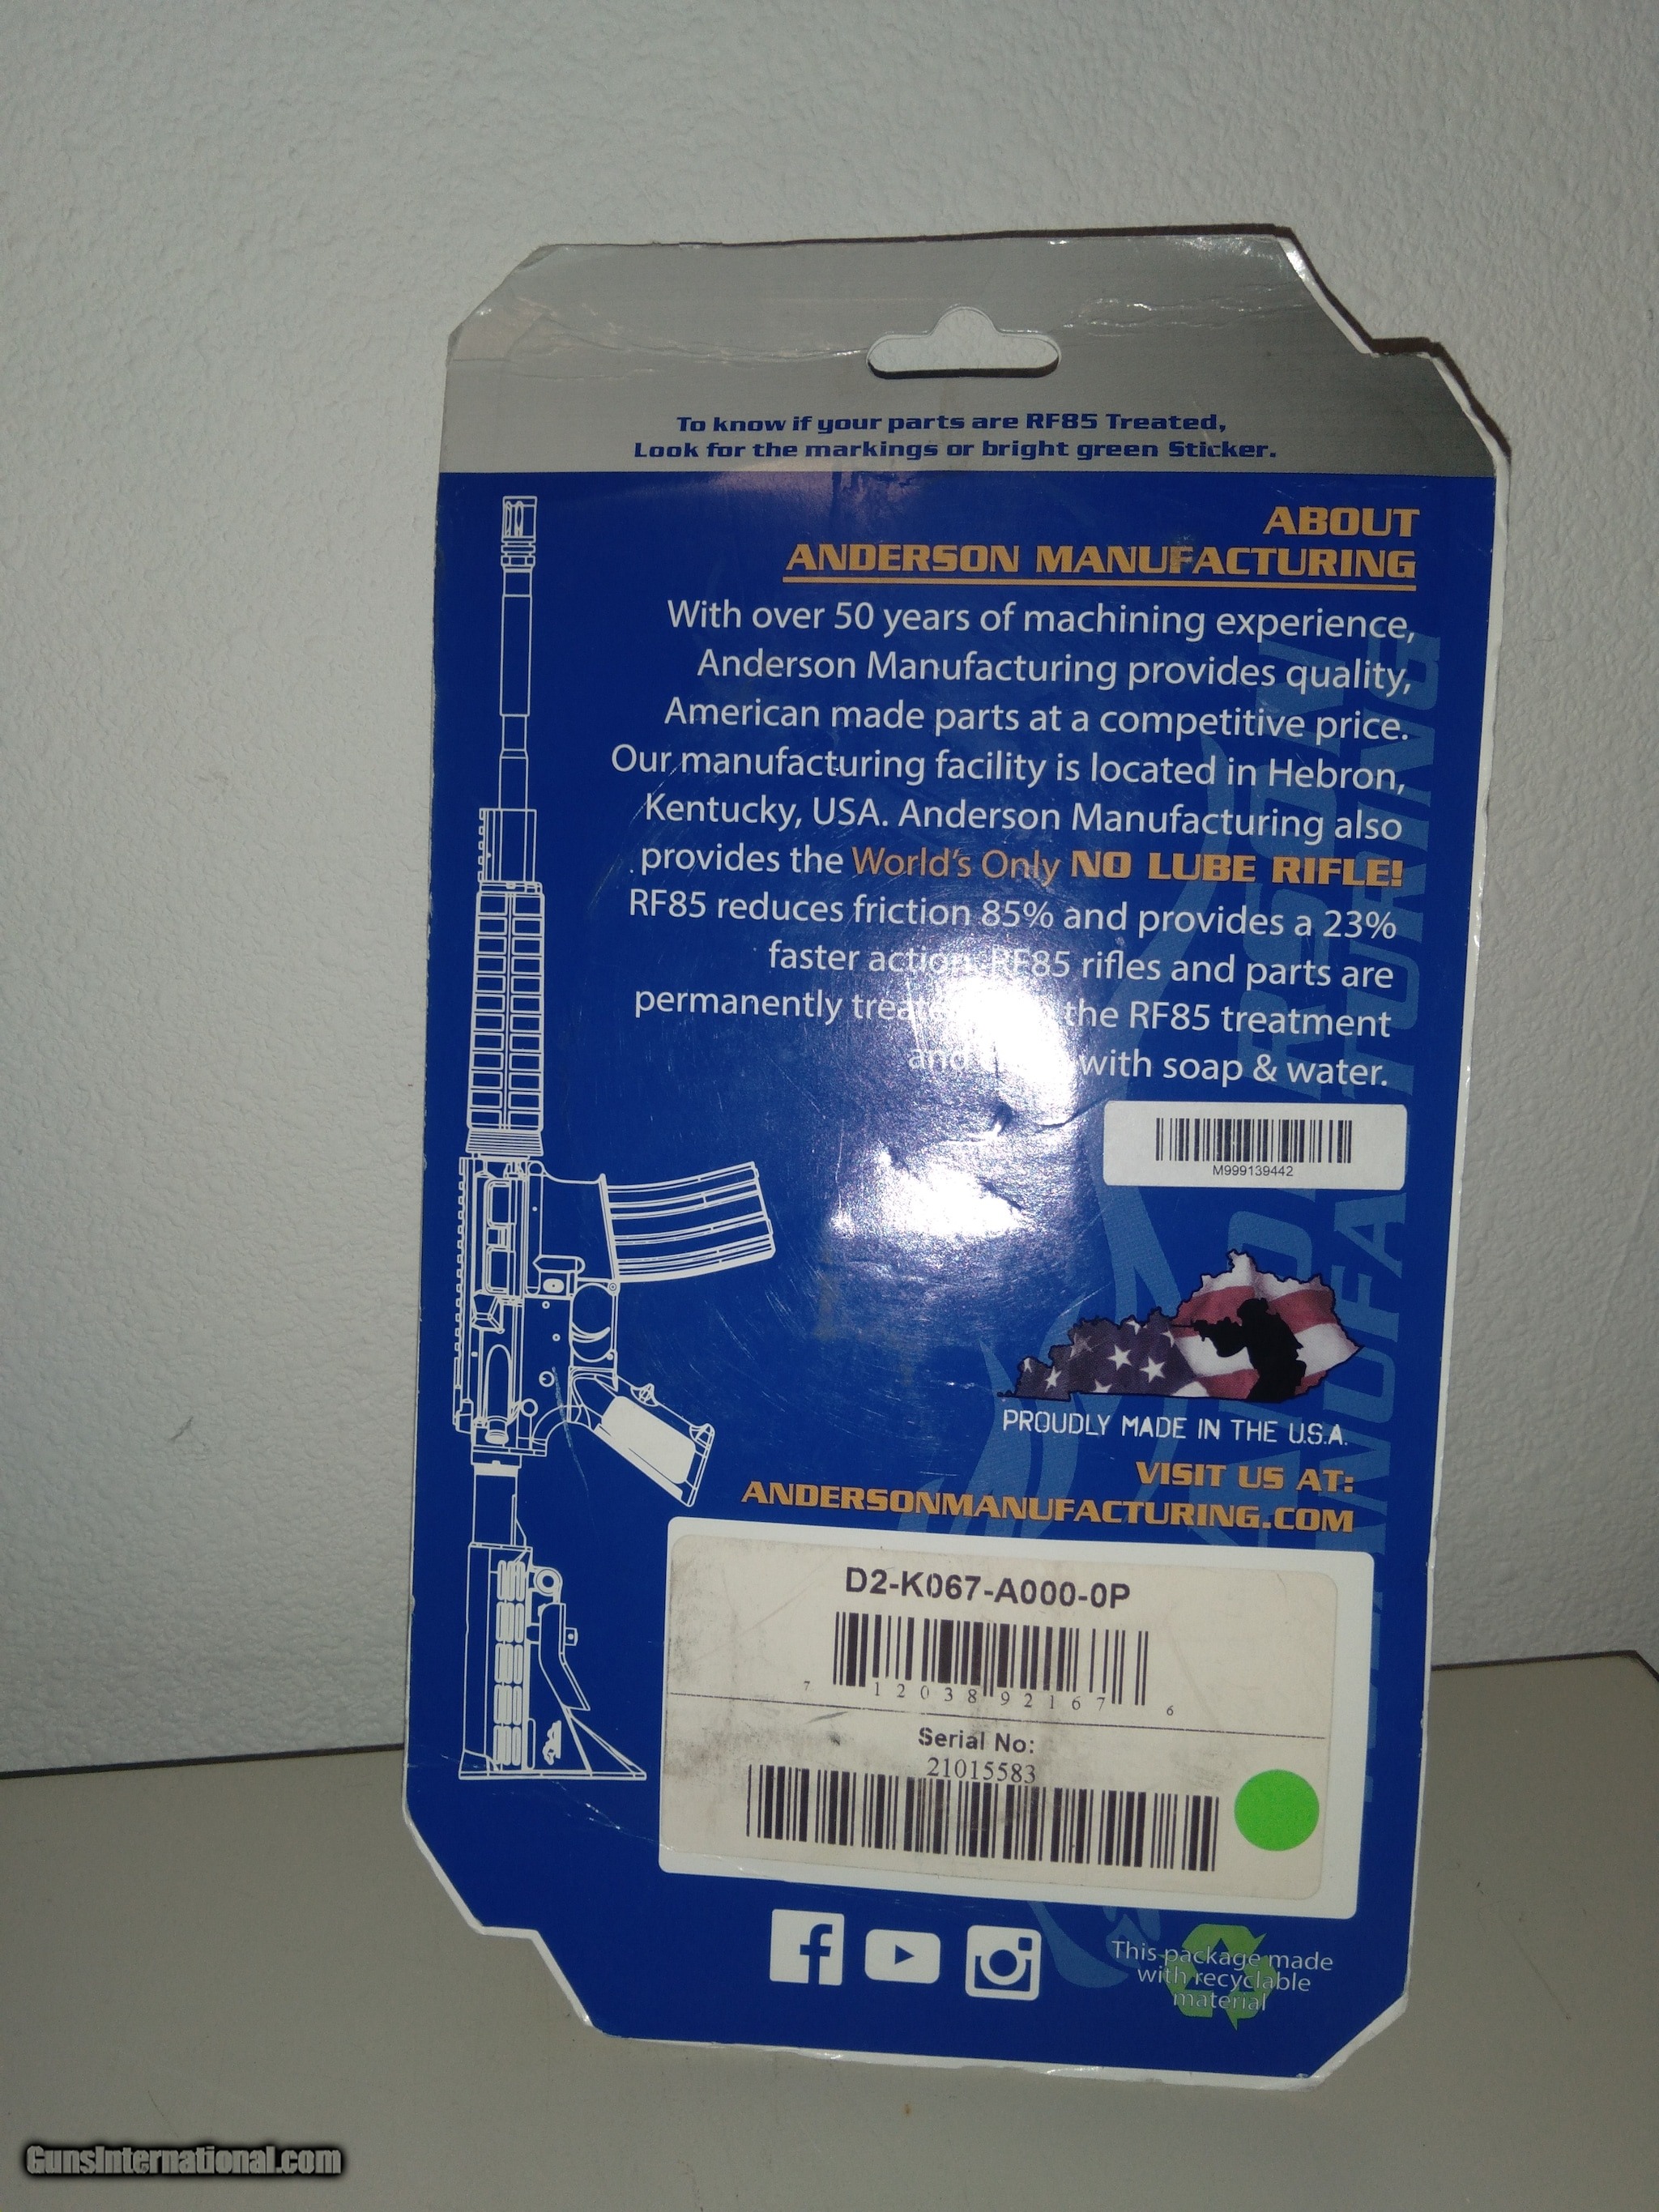 To know if your parts are RF85 Treated,
Look for the markings or bright green Sticker.
ABOUT
ANDERSON MANUFACTURING
With over 50 years of machining experience,
Anderson Manufacturing provides quality,
American made parts at a competitive price.
Our manufacturing facility is located in Hebron,
Kentucky, USA. Anderson Manufacturing also
provides the World's Only NO LUBE RIFLE!
RF85 reduces friction 85% and provides a 23%
faster action. RF85 rifles and parts are
permanently the RF85 treatment
and with soap & water.
M999139442
PROUDLY MADE IN THE U.S.A.
VISIT US AT:
ANDERSONMANUFACTURING.COM
ANDERSON
MANUFACTURING
D2-K067-A000-0P
7 12038 92167 6
Serial No:
21015583
This package made
with recyclable
material
GunsInternational.com